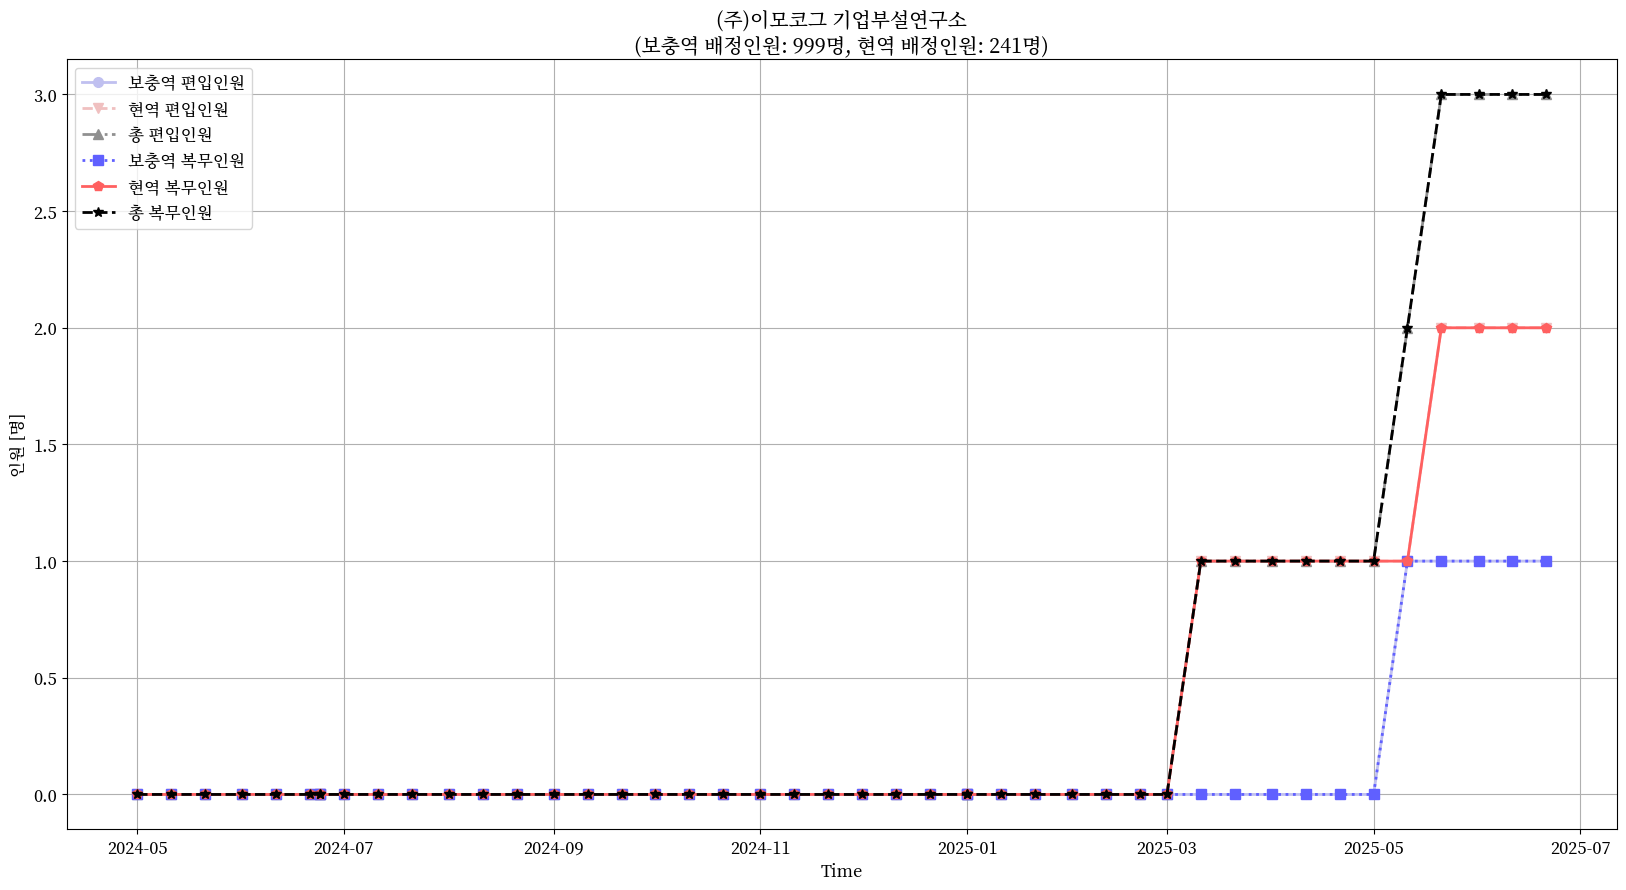 (주)이모코그 기업부설연구소
(보충역 배정인원: 999명, 현역 배정인원: 241명)
보충역 편입인원
현역 편입인원
총 편입인원
보충역 복무인원
현역 복무인원
총 복무인원
인원 [명]
3.0
2.5
2.0
1.5
1.0
0.5
0.0
2024-05 2024-07 2024-09 2024-11 2025-01 2025-03 2025-05 2025-07
Time